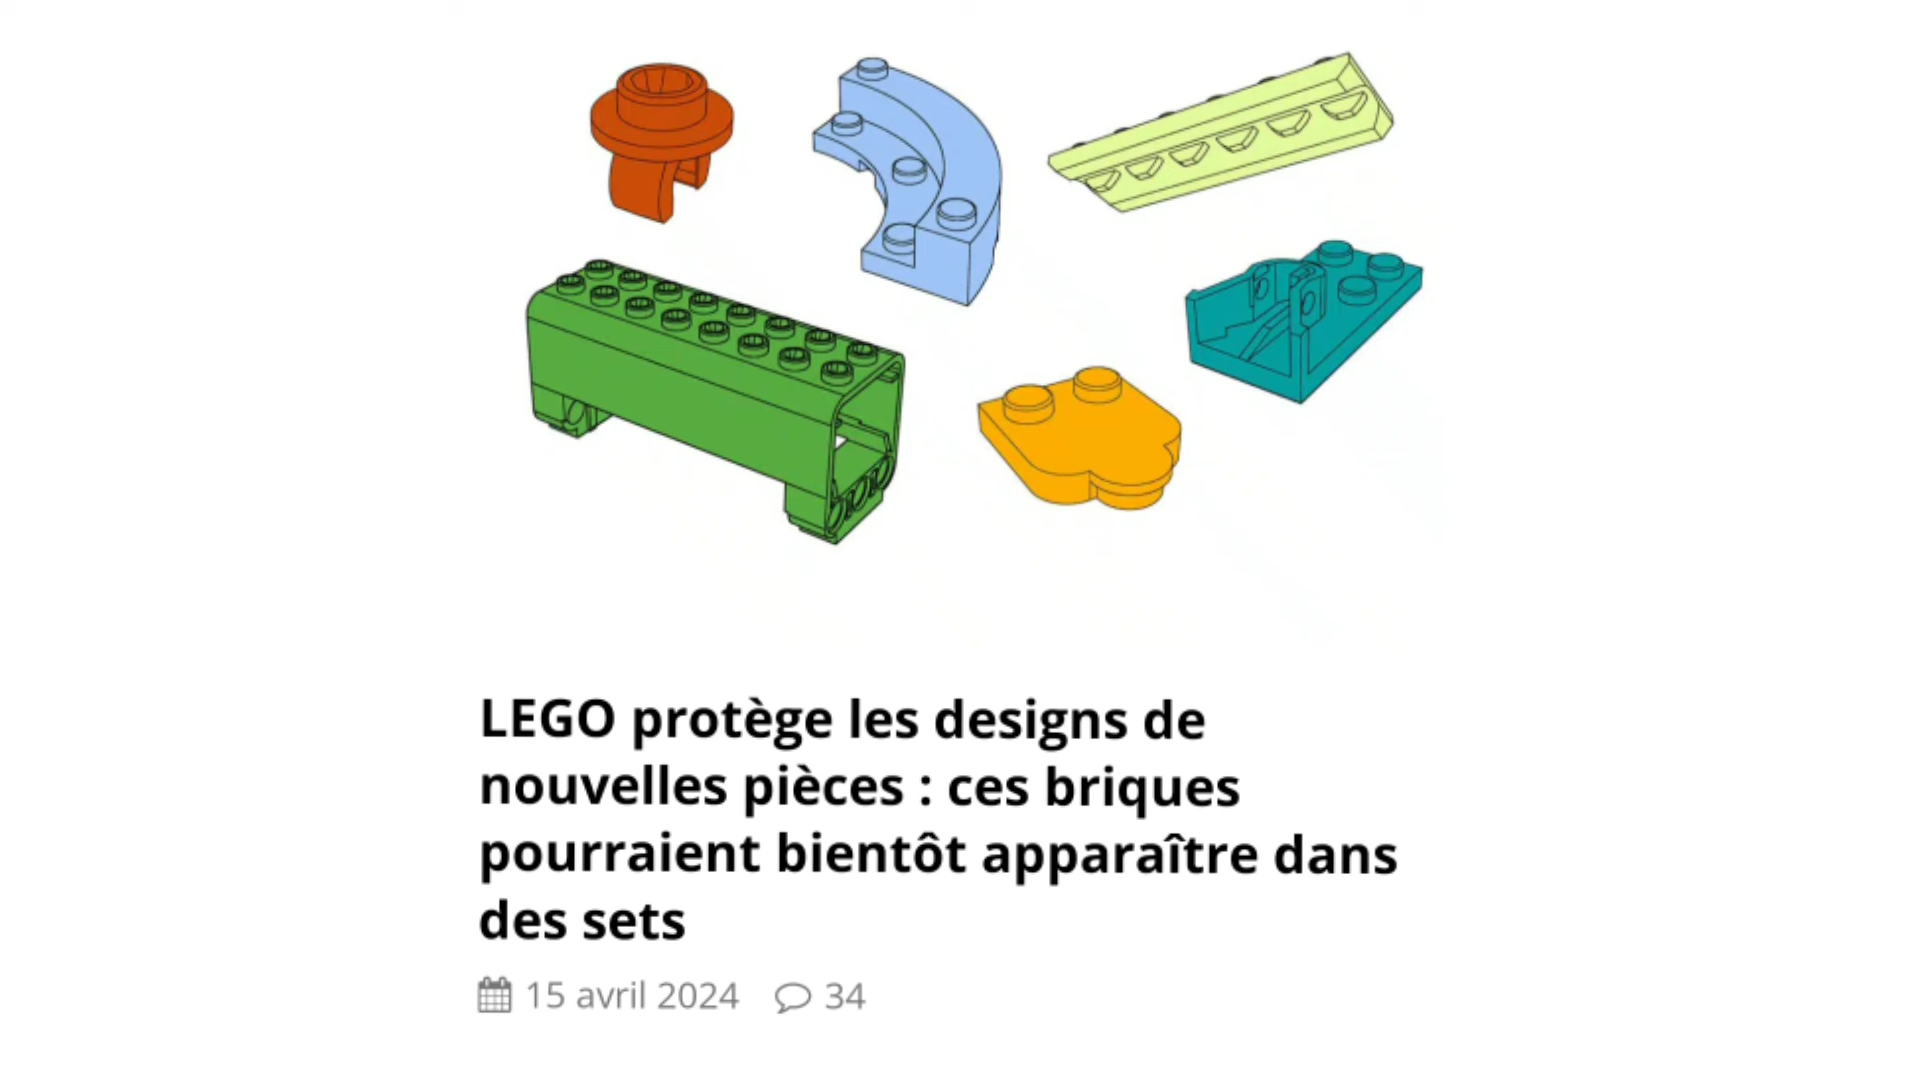 LEGO protège les designs de
nouvelles pièces : ces briques
pourraient bientôt apparaître dans
des sets
15 avril 2024 34